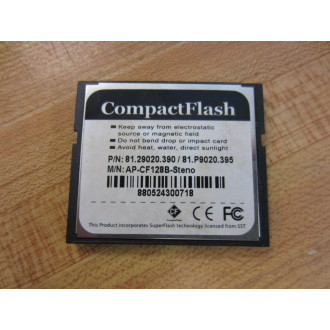 CompactFlash
Keep away from electrostatic
source or magnetic field
Do not bend drop or impact card
Avoid heat, water, direct sunlight
P/N: 81.29020.390 / 81.P9020.395
M/N: AP-CF128B-Steno
880524300718
CF
FC CE
This Product incorporates SuperFlash technology licensed from SST